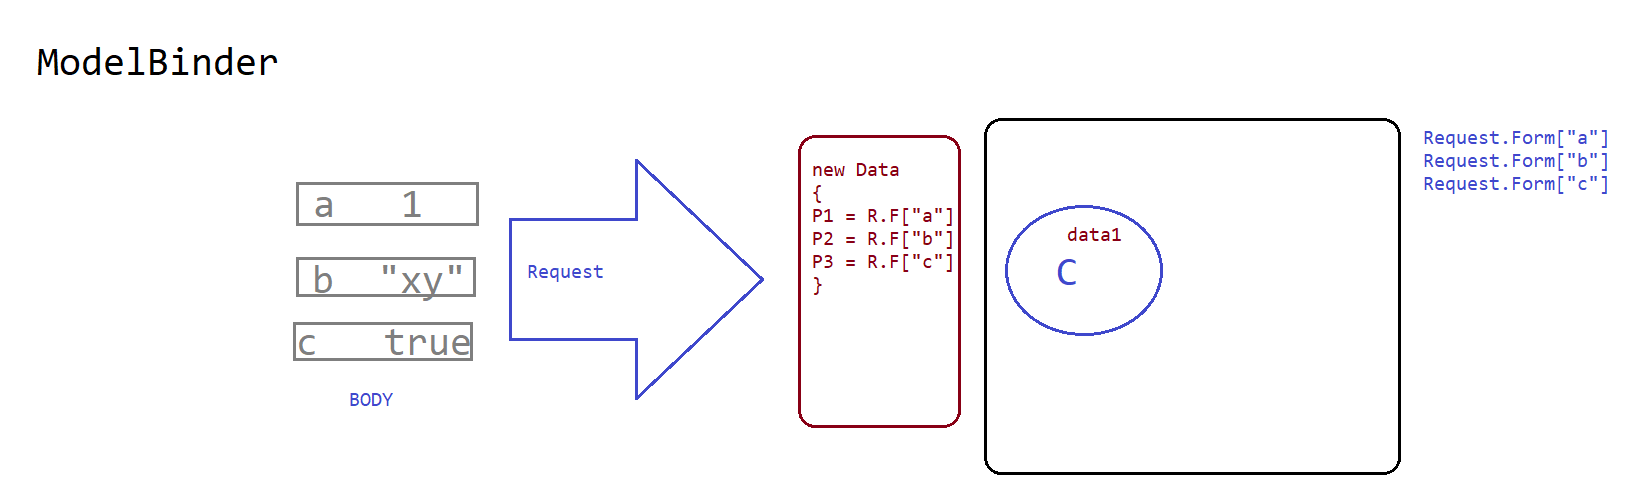 ModelBinder
a 1
b "xy"
c true
BODY
Request
new Data
{
P1 = R.F["a"]
P2 = R.F["b"]
P3 = R.F["c"]
}
data1
C
Request.Form["a"]
Request.Form["b"]
Request.Form["c"]